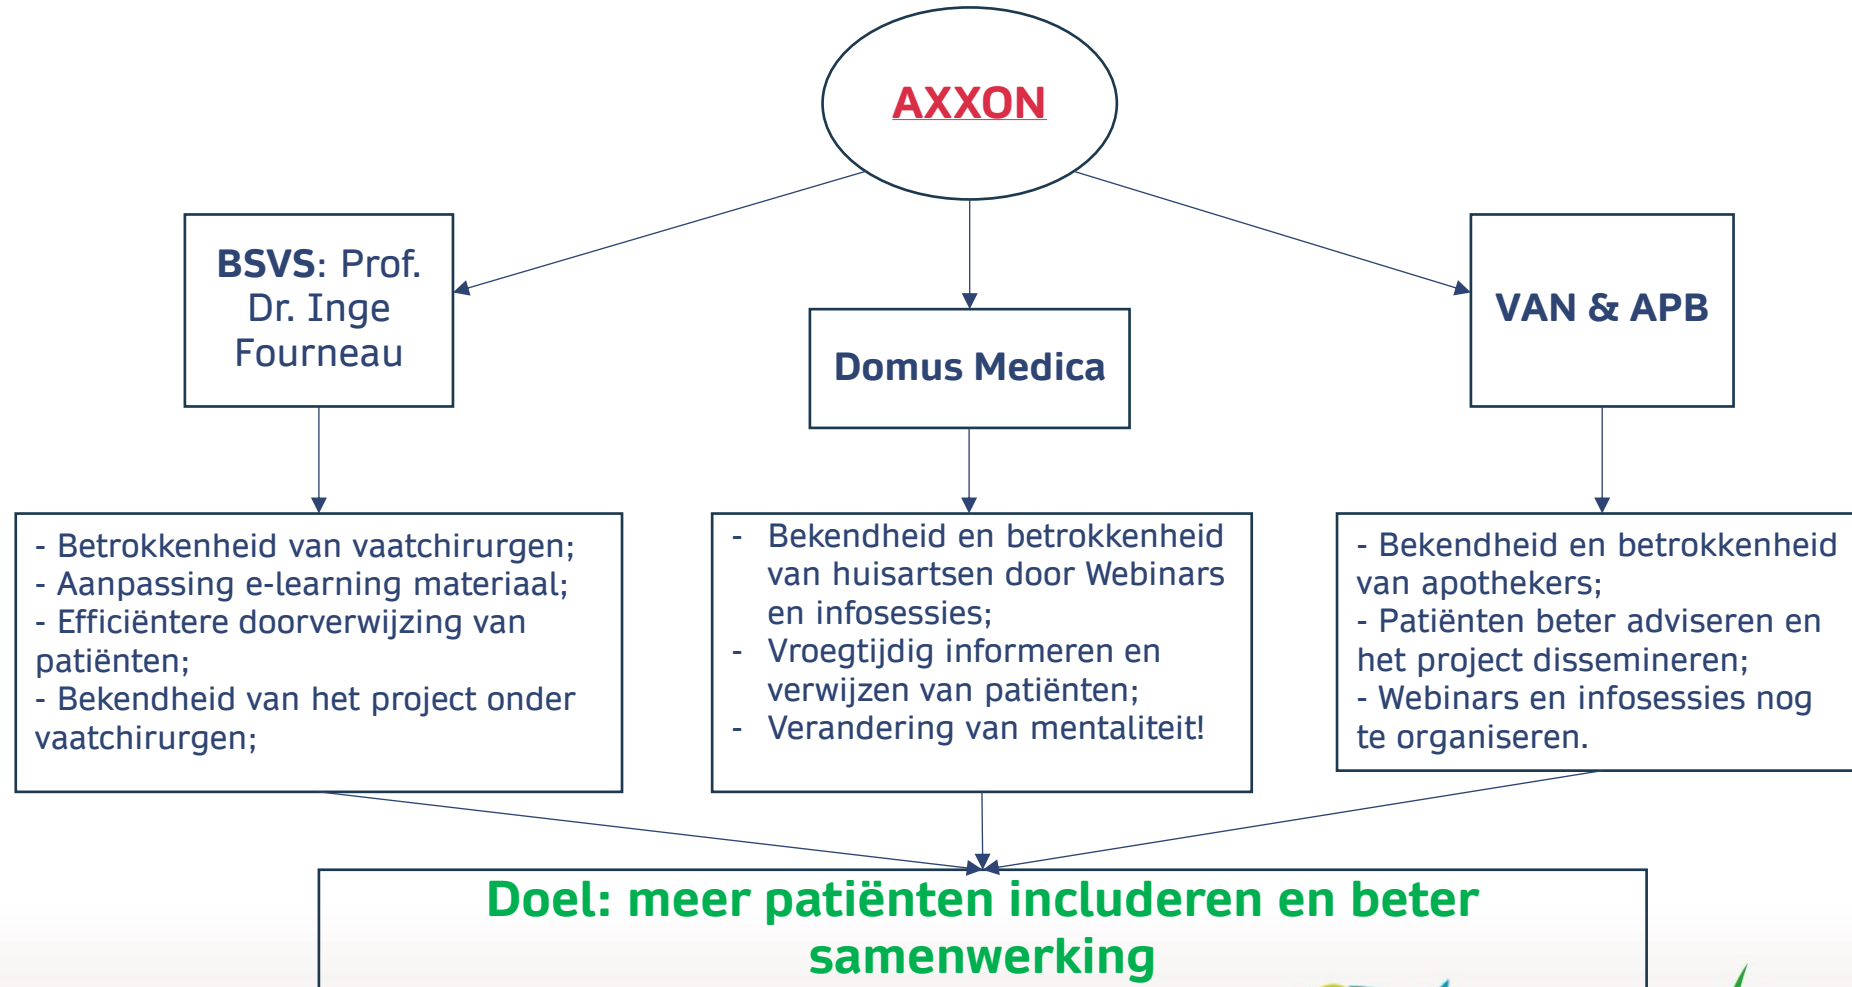 AXXON
BSVS: Prof.
Dr. Inge
Fourneau
Domus Medica
VAN & APB
- Betrokkenheid van vaatchirurgen;
- Aanpassing e-learning materiaal;
- Efficiëntere doorverwijzing van
patiënten;
- Bekendheid van het project onder
vaatchirurgen;
- Bekendheid en betrokkenheid
van huisartsen door Webinars
en infosessies;
- Vroegtijdig informeren en
verwijzen van patiënten;
- Verandering van mentaliteit!
- Bekendheid en betrokkenheid
van apothekers;
- Patiënten beter adviseren en
het project dissemineren;
- Webinars en infosessies nog
te organiseren.
Doel: meer patiënten includeren en beter
samenwerking